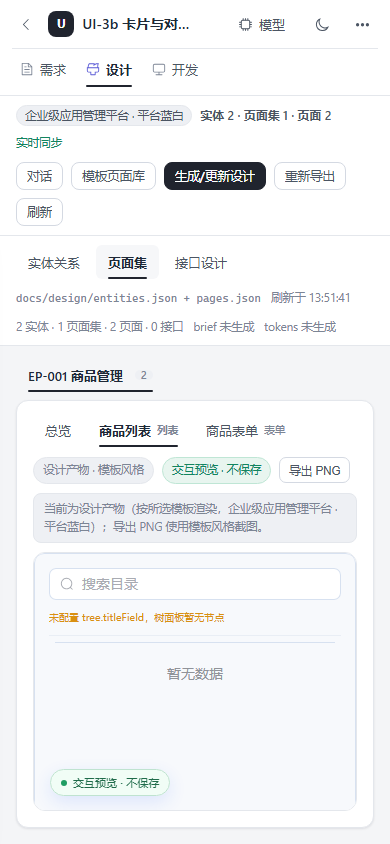 U UI-3b 卡片与对... 模型
需求 设计 开发
企业级应用管理平台 · 平台蓝白 实体 2 · 页面集 1 · 页面 2
实时同步
对话 模板页面库 生成/更新设计 重新导出
刷新
实体关系 页面集 接口设计
docs/design/entities.json + pages.json 刷新于 13:51:41
2 实体 · 1 页面集 · 2 页面 · 0 接口 brief 未生成 tokens 未生成
EP-001 商品管理 2
总览 商品列表 列表 商品表单 表单
设计产物 · 模板风格 交互预览 · 不保存 导出 PNG
当前为设计产物（按所选模板渲染，企业级应用管理平台 ·
平台蓝白）；导出 PNG 使用模板风格截图。
搜索目录
未配置 tree.titleField，树面板暂无节点
暂无数据
交互预览 · 不保存